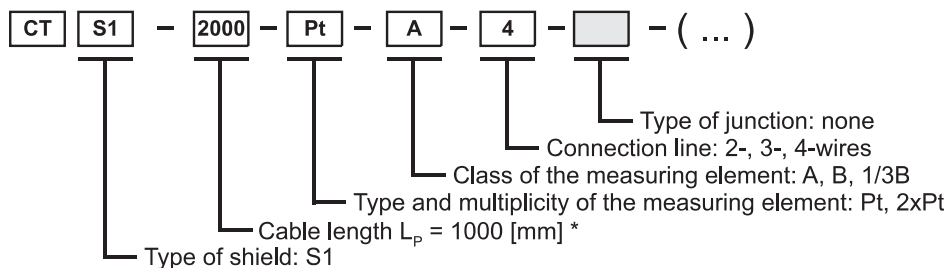 CT S1 - 2000 - Pt - A - 4 - - ( ... )
Type of junction: none
Connection line: 2-, 3-, 4-wires
Class of the measuring element: A, B, 1/3B
Type and multiplicity of the measuring element: Pt, 2xPt
Cable length LP = 1000 [mm] *
Type of shield: S1